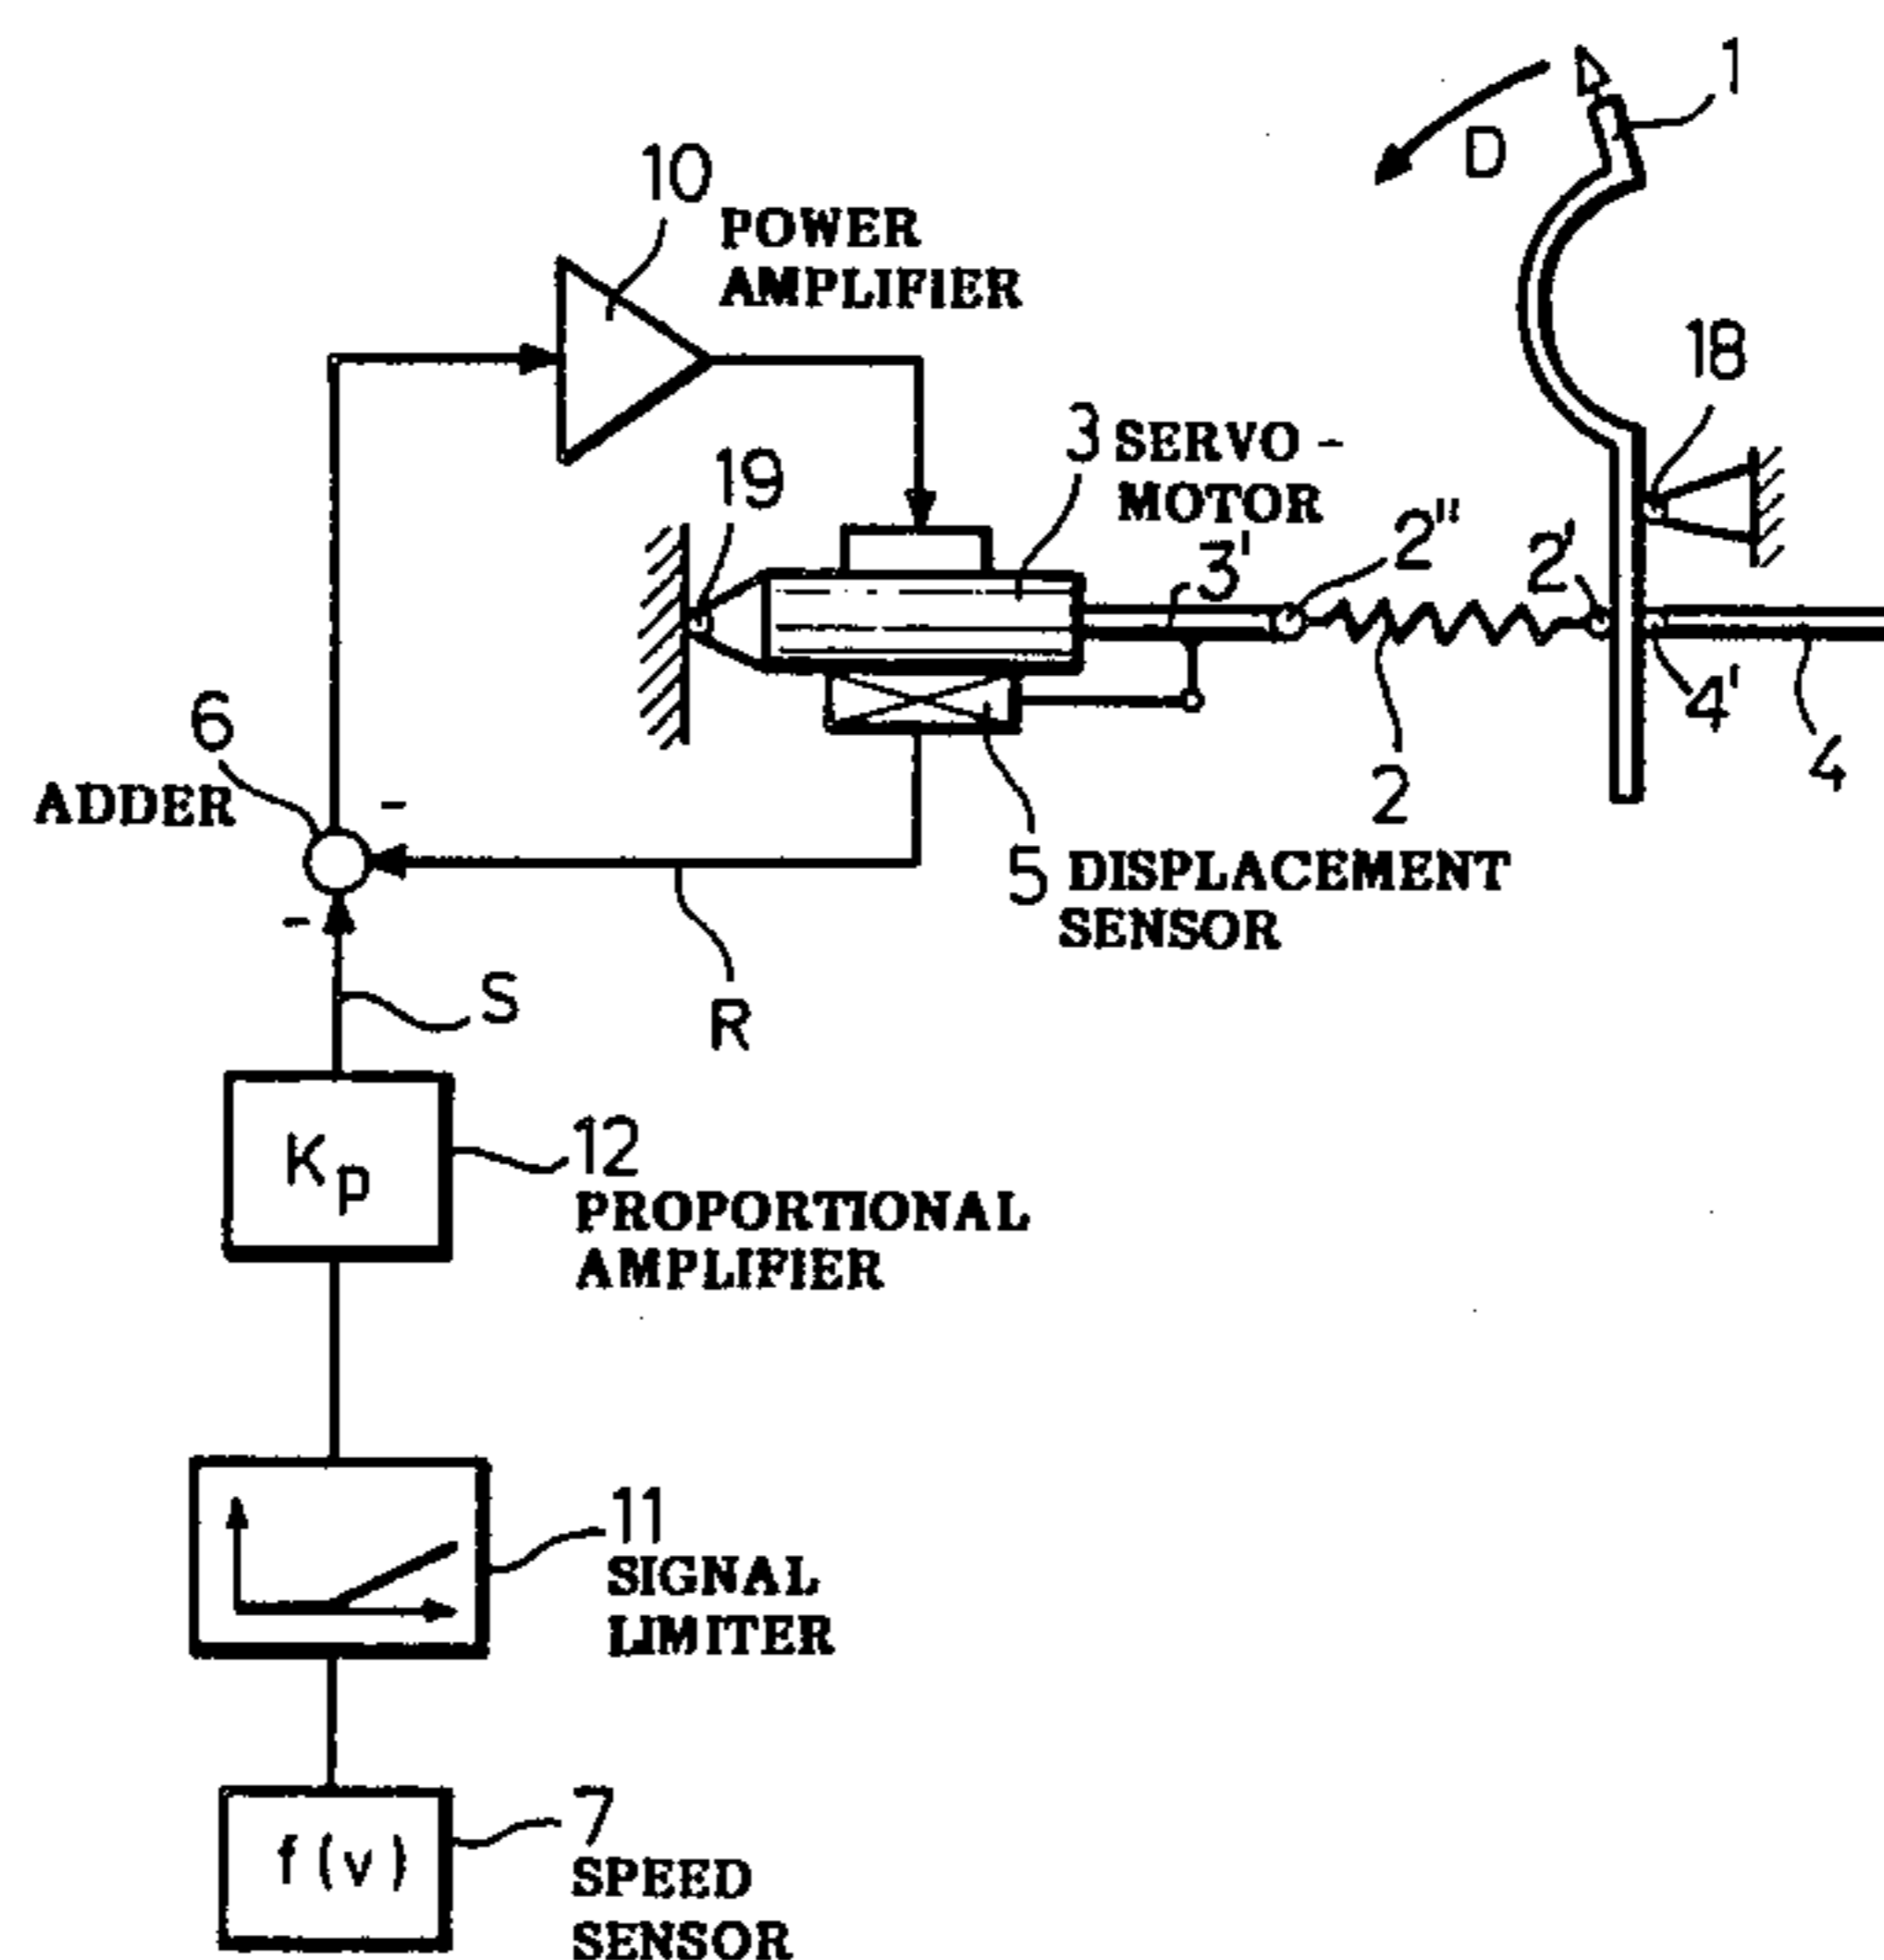 1
D
10
POWER
AMPLIFIER
18
19
3 SERVO -
MOTOR
3'
2"
2'
4'
4
2
6
ADDER
-
-
5 DISPLACEMENT
SENSOR
S
R
Kp
12
PROPORTIONAL
AMPLIFIER
11
SIGNAL
LIMITER
f(v)
7
SPEED
SENSOR